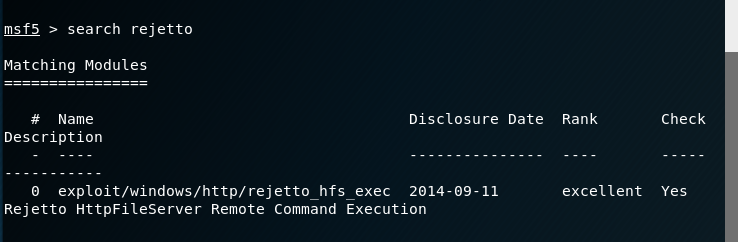 msf5 > search rejetto
Matching Modules
================
# Name Disclosure Date Rank Check
Description
- ---- --------------- ---- -----
-----------
0 exploit/windows/http/rejetto_hfs_exec 2014-09-11 excellent Yes
Rejetto HttpFileServer Remote Command Execution